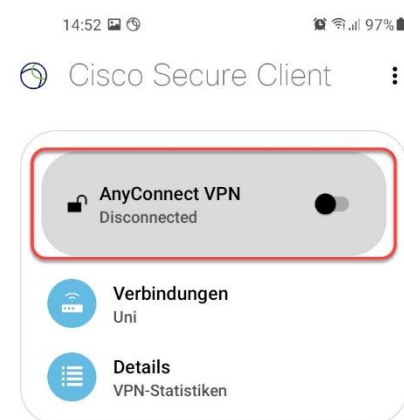 14:52 97%
Cisco Secure Client
AnyConnect VPN
Disconnected
Verbindungen
Uni
Details
VPN-Statistiken